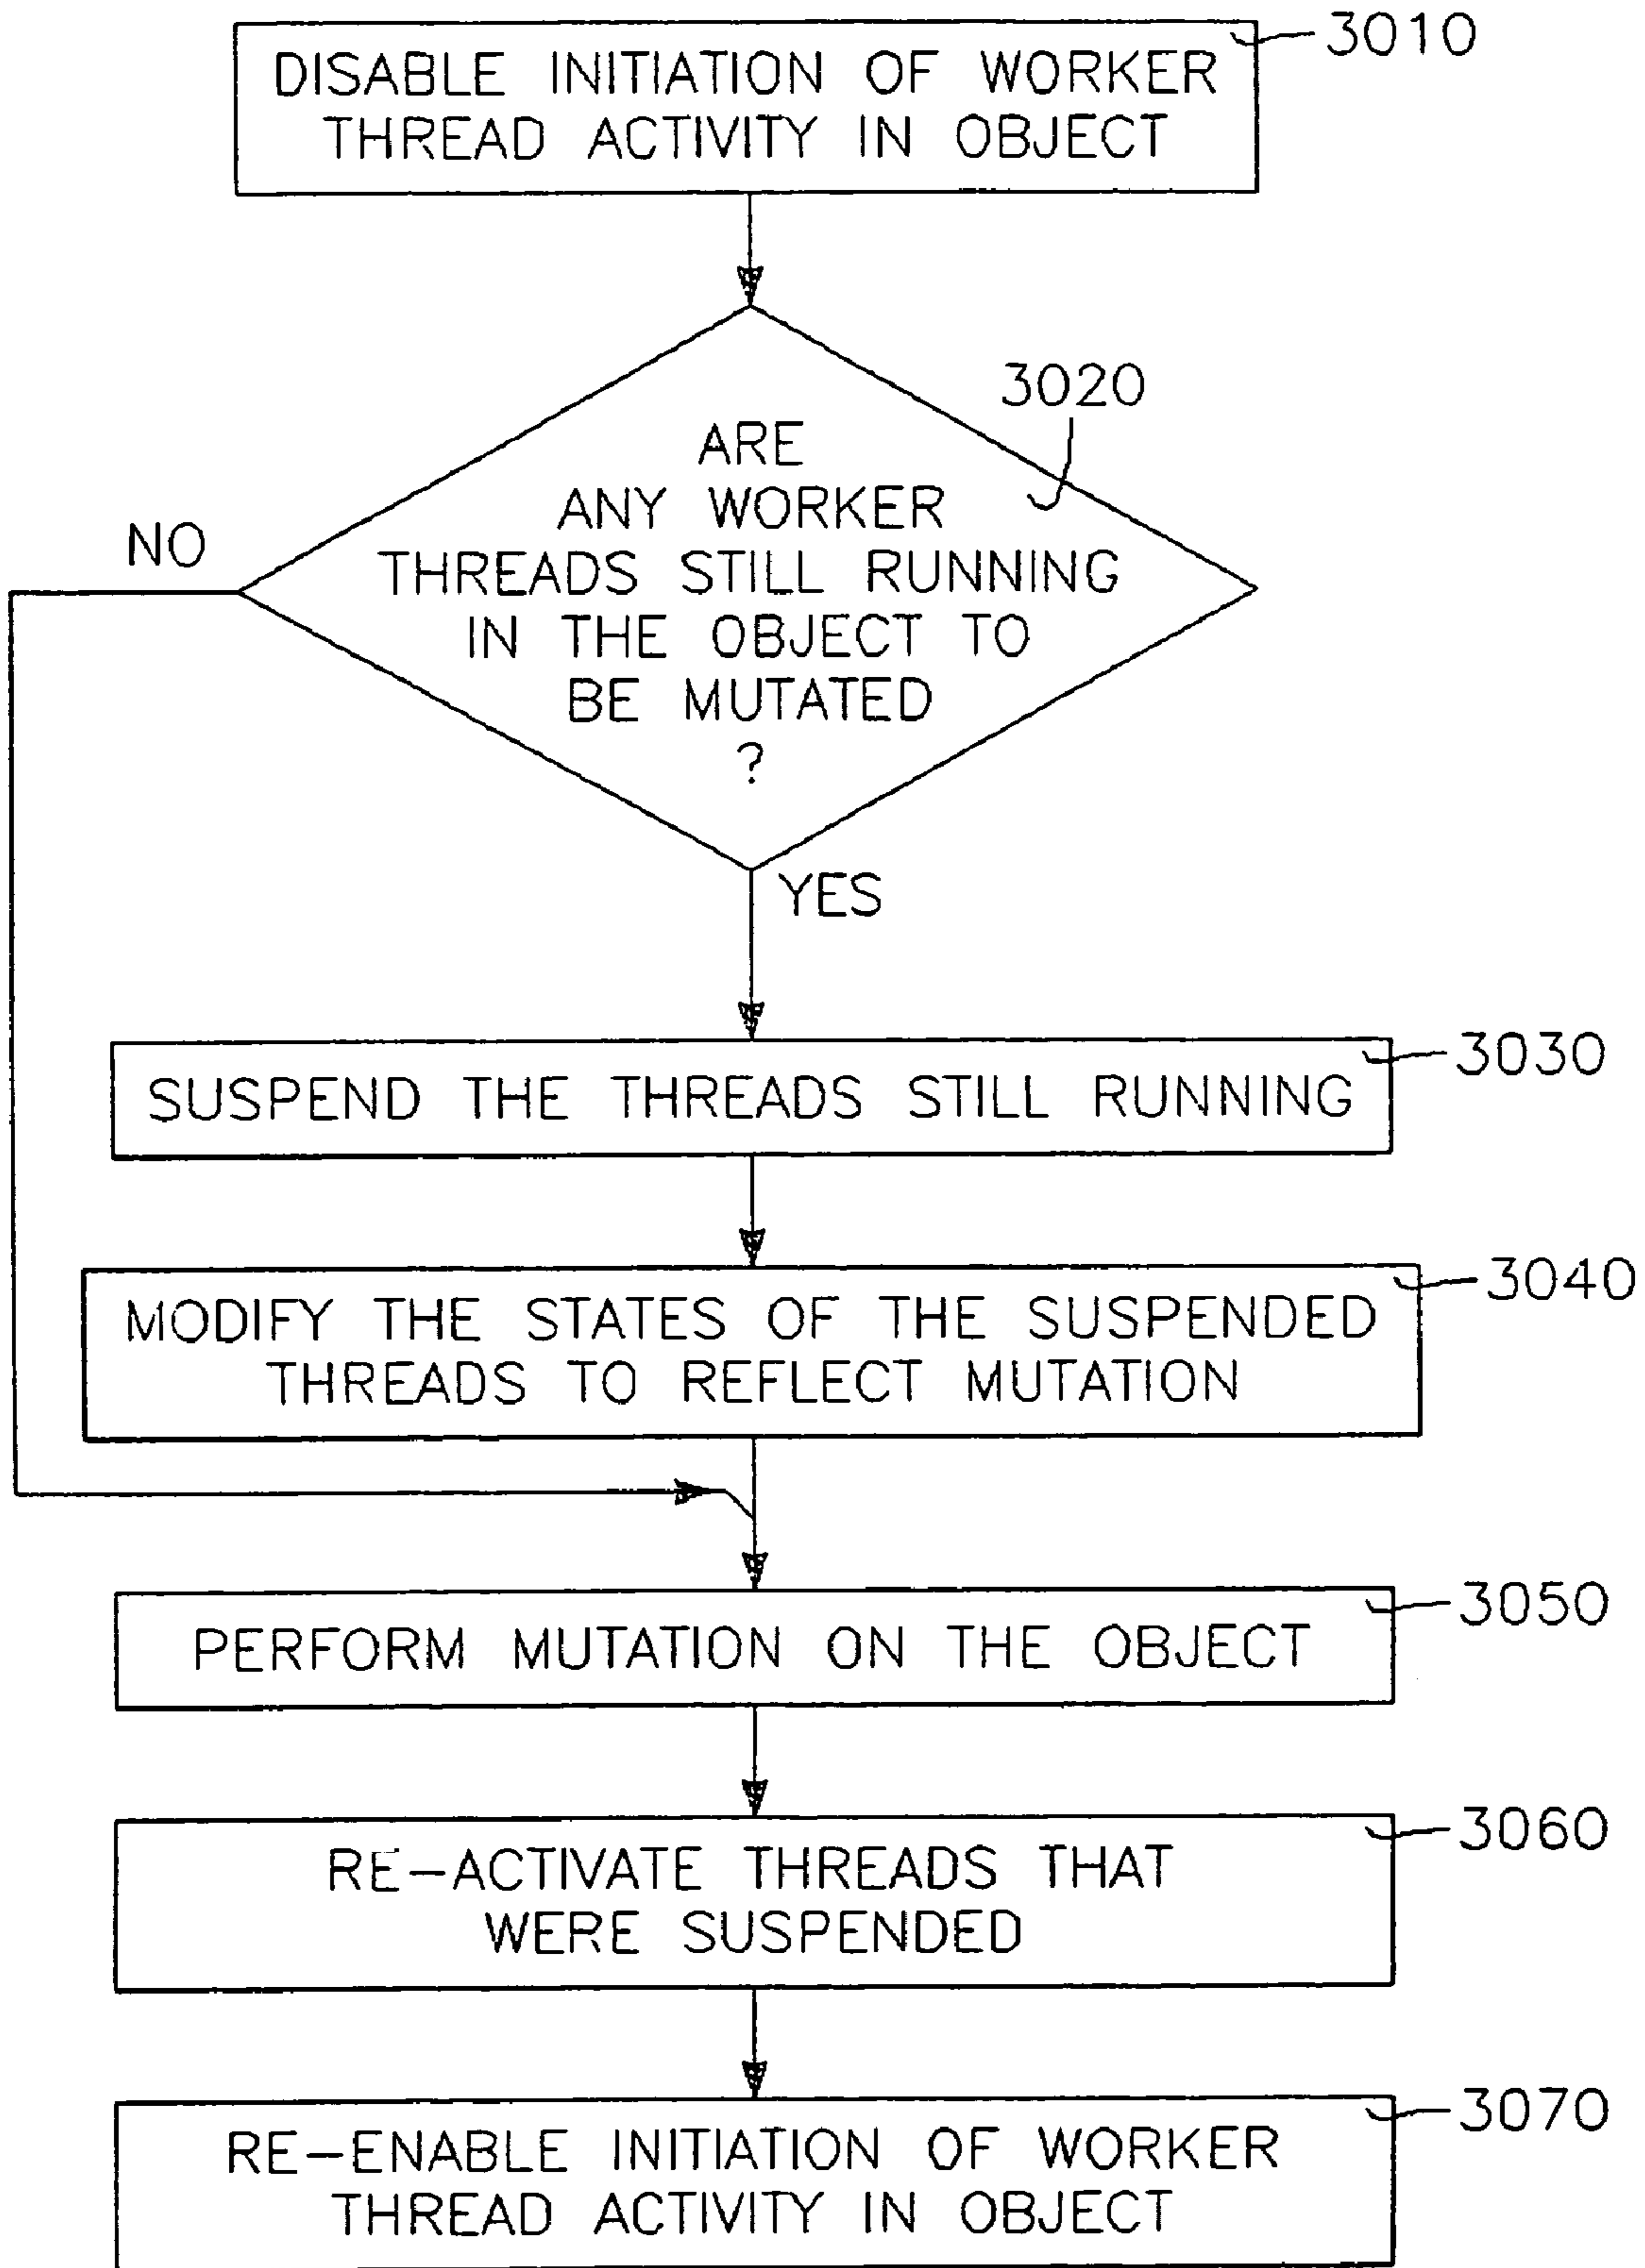 3010
DISABLE INITIATION OF WORKER
THREAD ACTIVITY IN OBJECT
3020
ARE
ANY WORKER
THREADS STILL RUNNING
IN THE OBJECT TO
BE MUTATED
?
NO
YES
3030
SUSPEND THE THREADS STILL RUNNING
3040
MODIFY THE STATES OF THE SUSPENDED
THREADS TO REFLECT MUTATION
3050
PERFORM MUTATION ON THE OBJECT
3060
RE-ACTIVATE THREADS THAT
WERE SUSPENDED
3070
RE-ENABLE INITIATION OF WORKER
THREAD ACTIVITY IN OBJECT